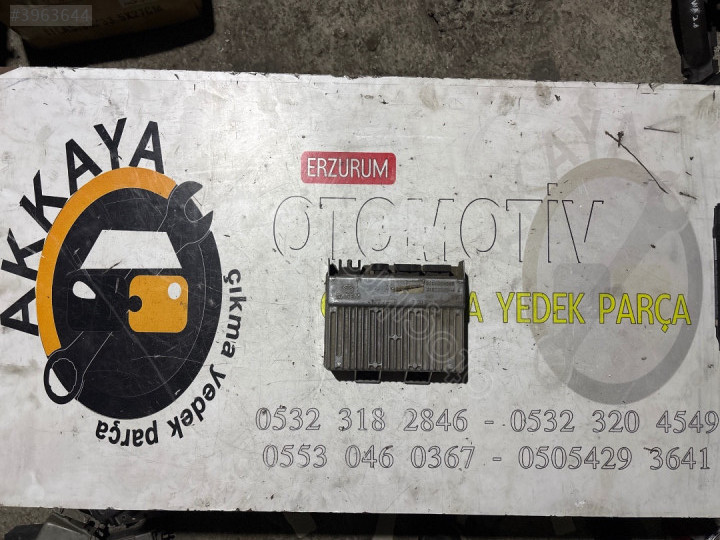 #3963644
AKKAYA
çıkma yedek parça
ERZURUM
OTOMOTİV
YEDEK PARÇA
0532 318 2846 - 0532 320 4549
0553 046 0367 - 0505429 3641